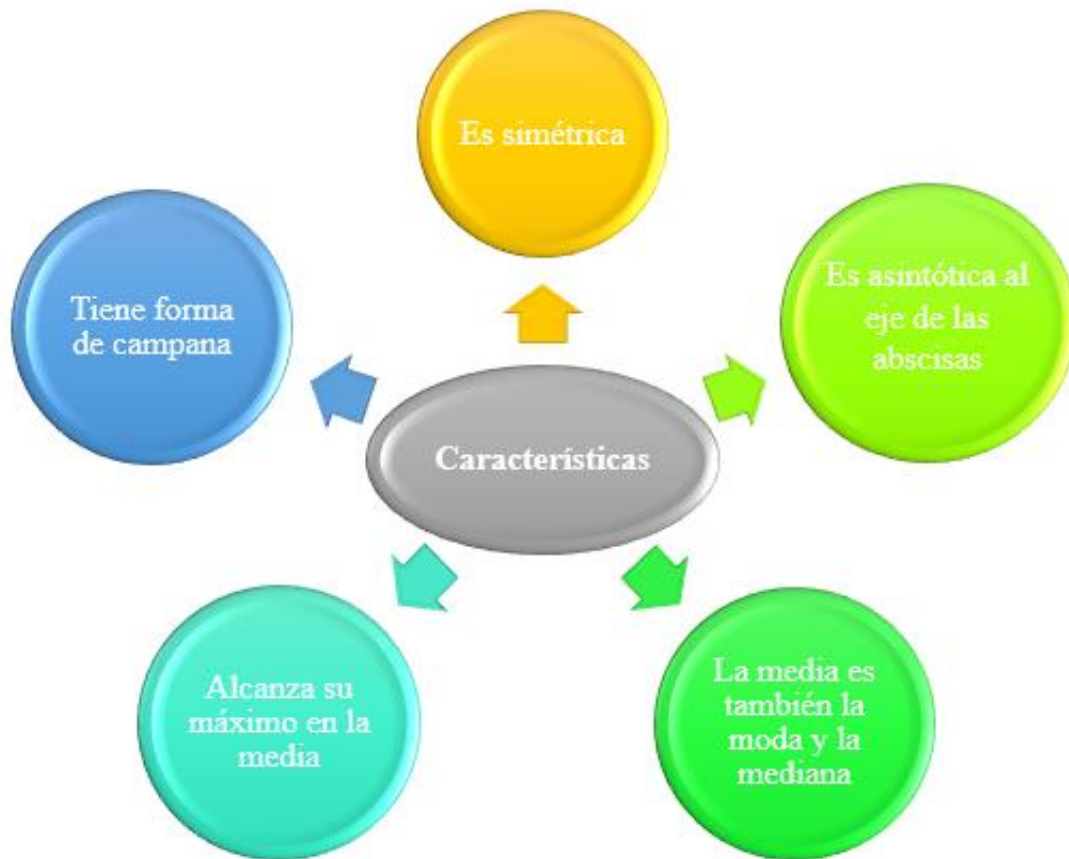 Es simétrica
Tiene forma
de campana
Es asintótica al
eje de las
abscisas
Características
Alcanza su
máximo en la
media
La media es
también la
moda y la
mediana